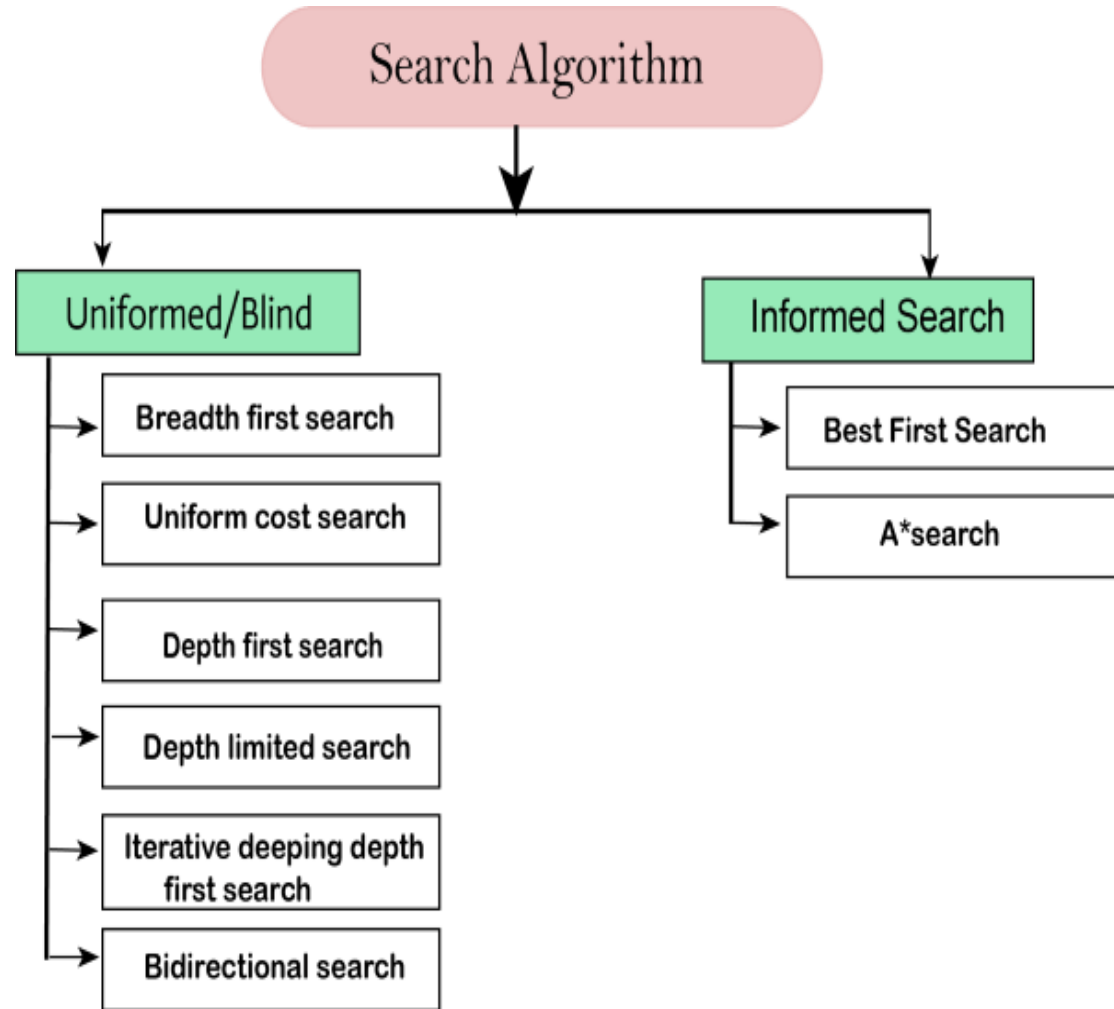 Search Algorithm
Uniformed/Blind
Breadth first search
Uniform cost search
Depth first search
Depth limited search
Iterative deeping depth
first search
Bidirectional search
Informed Search
Best First Search
A*search